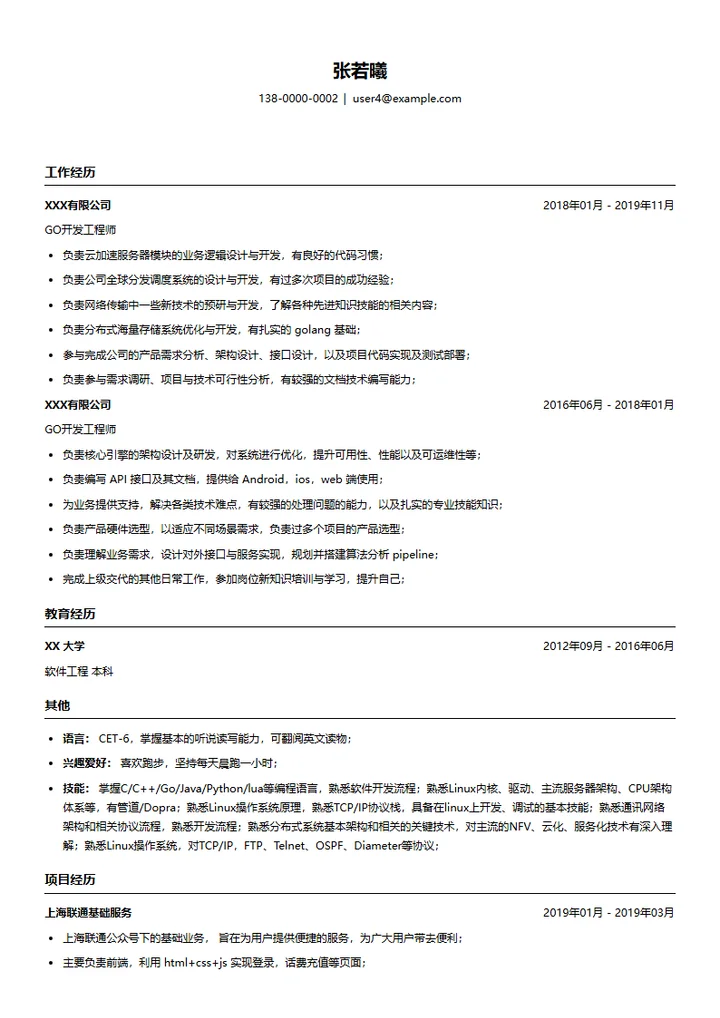 张若曦
138-0000-0002 | user4@example.com
工作经历
XXX有限公司 2018年01月 - 2019年11月
GO开发工程师
• 负责云加速服务器模块的业务逻辑设计与开发，有良好的代码习惯；
• 负责公司全球分发调度系统的设计与开发，有过多次项目的成功经验；
• 负责网络传输中一些新技术的预研与开发，了解各种先进知识技能的相关内容；
• 负责分布式海量存储系统优化与开发，有扎实的 golang 基础；
• 参与完成公司的产品需求分析、架构设计、接口设计，以及项目代码实现及测试部署；
• 负责参与需求调研、项目与技术可行性分析，有较强的文档技术编写能力；
XXX有限公司 2016年06月 - 2018年01月
GO开发工程师
• 负责核心引擎的架构设计及研发，对系统进行优化，提升可用性、性能以及可运维性等；
• 负责编写 API 接口及其文档，提供给 Android，ios，web 端使用；
• 为业务提供支持，解决各类技术难点，有较强的处理问题的能力，以及扎实的专业技能知识；
• 负责产品硬件选型，以适应不同场景需求，负责过多个项目的产品选型；
• 负责理解业务需求，设计对外接口与服务实现，规划并搭建算法分析 pipeline；
• 完成上级交代的其他日常工作，参加岗位新知识培训与学习，提升自己；
教育经历
XX 大学 2012年09月 - 2016年06月
软件工程 本科
其他
• 语言： CET-6，掌握基本的听说读写能力，可翻阅英文读物；
• 兴趣爱好： 喜欢跑步，坚持每天晨跑一小时；
• 技能： 掌握C/C++/Go/Java/Python/lua等编程语言，熟悉软件开发流程；熟悉Linux内核、驱动、主流服务器架构、CPU架构
体系等，有管道/Dopra；熟悉Linux操作系统原理，熟悉TCP/IP协议栈，具备在linux上开发、调试的基本技能；熟悉通讯网络
架构和相关协议流程，熟悉开发流程；熟悉分布式系统基本架构和相关的关键技术，对主流的NFV、云化、服务化技术有深入理
解；熟悉Linux操作系统，对TCP/IP，FTP、Telnet、OSPF、Diameter等协议；
项目经历
上海联通基础服务 2019年01月 - 2019年03月
• 上海联通公众号下的基础业务， 旨在为用户提供便捷的服务，为广大用户带去便利；
• 主要负责前端，利用 html+css+js 实现登录，话费充值等页面；